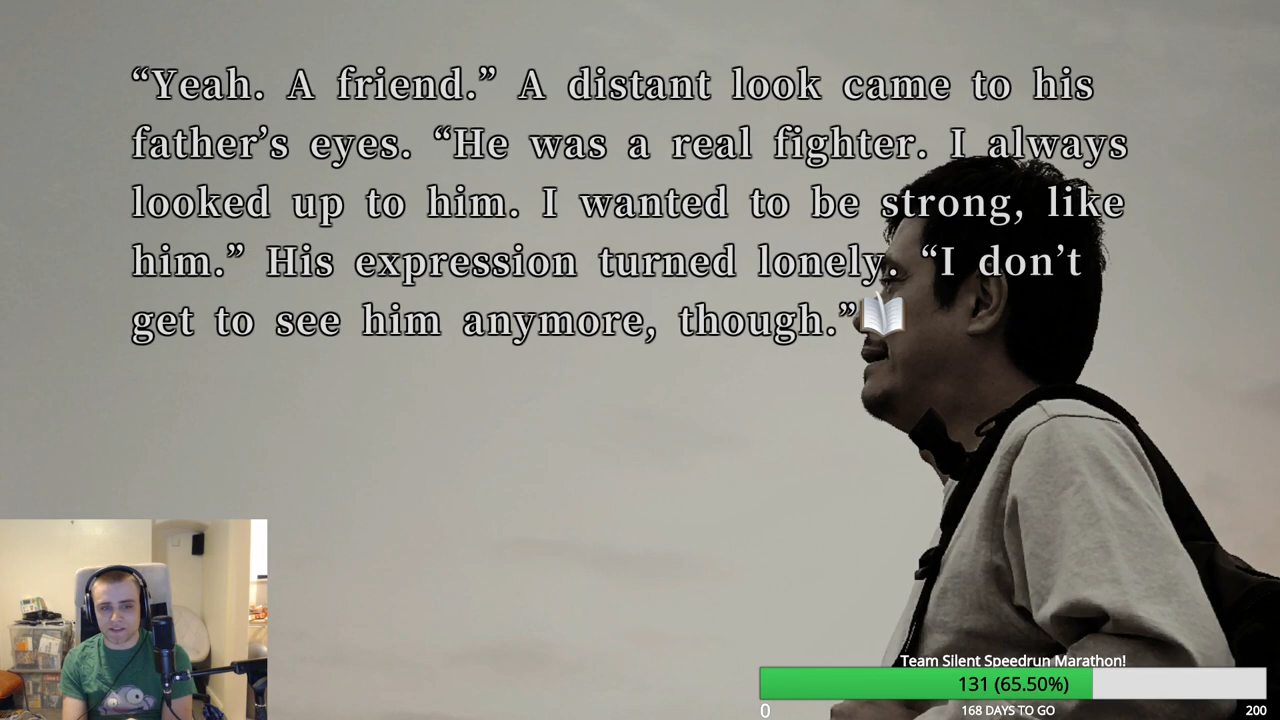 “Yeah. A friend.” A distant look came to his
father’s eyes. “He was a real fighter. I always
looked up to him. I wanted to be strong, like
him.” His expression turned lonely. “I don’t
get to see him anymore, though.”
Team Silent Speedrun Marathon!
131 (65.50%)
0 168 DAYS TO GO 200